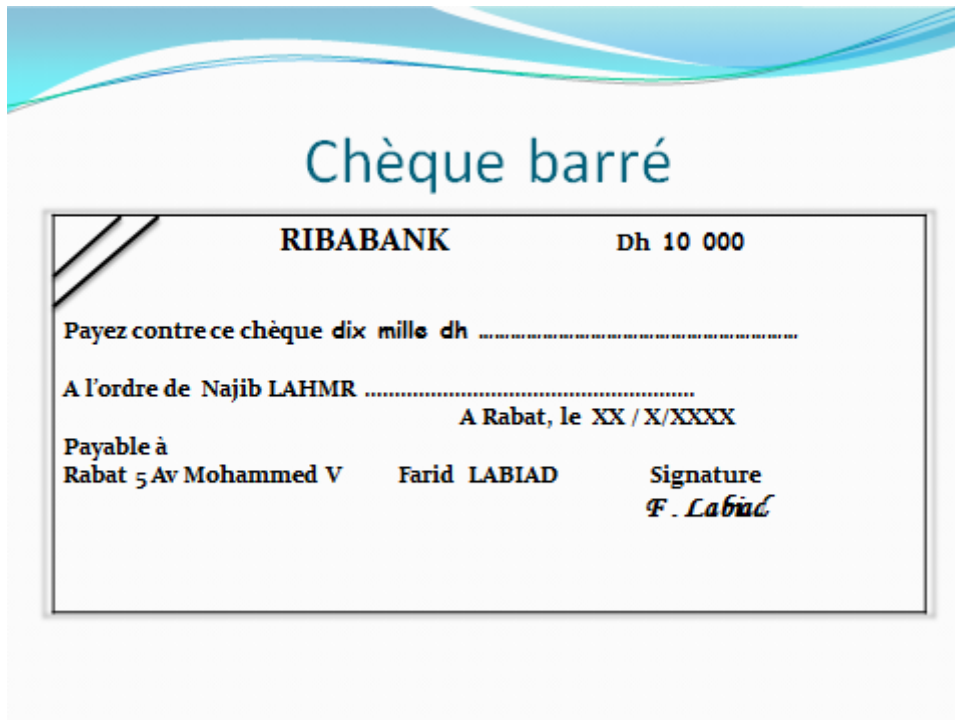 Chèque barré
RIBABANK Dh 10 000
Payez contre ce chèque dix mille dh ................................................................
A l'ordre de Najib LAHMR .......................................................
A Rabat, le XX / X/XXXX
Payable à
Rabat 5 Av Mohammed V Farid LABIAD Signature
F . Labiad